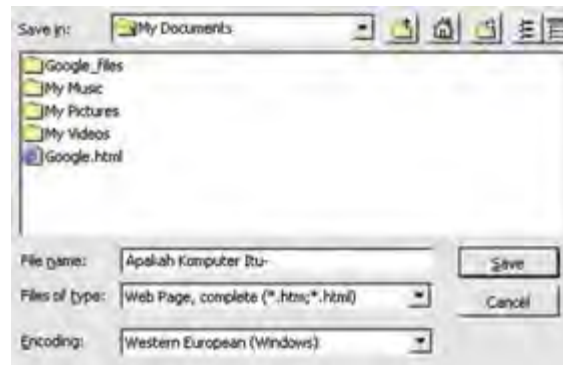 Save in: My Documents
Google_files
My Music
My Pictures
My Videos
Google.html
File name: Apakah Komputer Itu-
Save
Files of type: Web Page, complete (*.htm;*.html)
Cancel
Encoding: Western European (Windows)